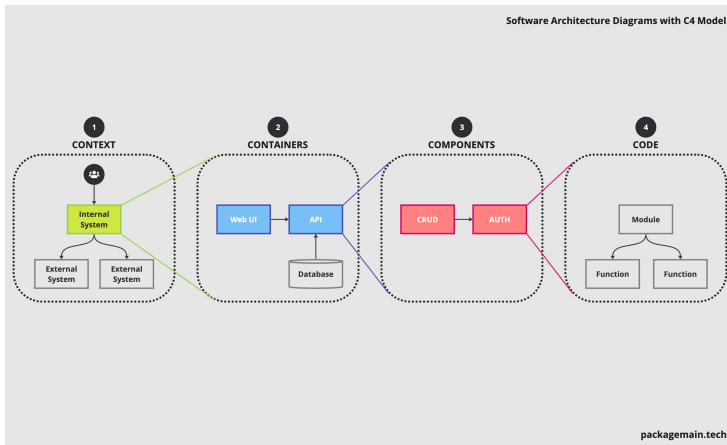 Software Architecture Diagrams with C4 Model
1
CONTEXT
Internal
System
External
System
External
System
2
CONTAINERS
Web UI
API
Database
3
COMPONENTS
CRUD
AUTH
4
CODE
Module
Function
Function
packagemain.tech